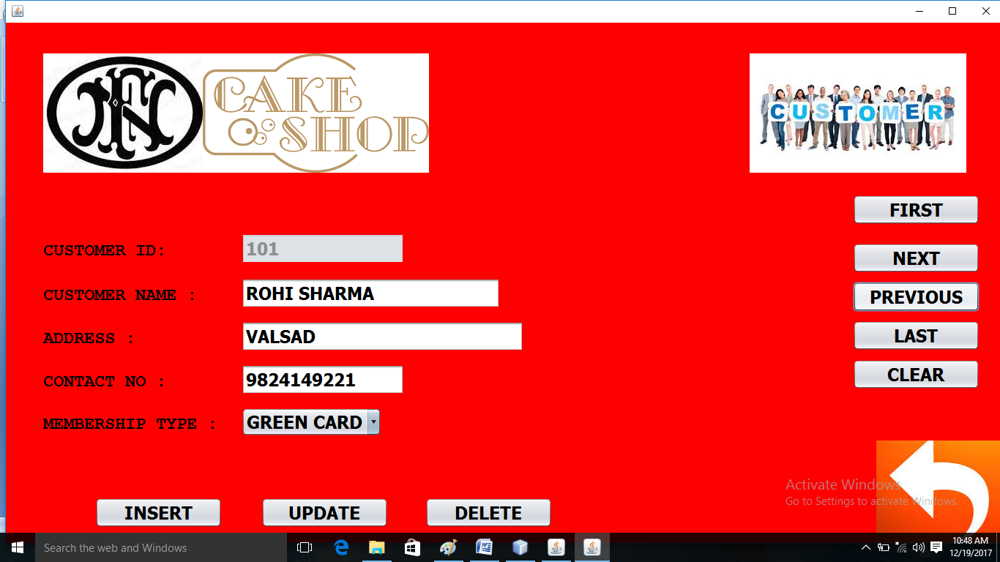 FN
CAKE
SHOP
CUSTOMER
FIRST
CUSTOMER ID: 101
NEXT
CUSTOMER NAME : ROHI SHARMA
PREVIOUS
ADDRESS : VALSAD
LAST
CONTACT NO : 9824149221
CLEAR
MEMBERSHIP TYPE : GREEN CARD
Activate Windows
Go to Settings to activate Windows.
INSERT UPDATE DELETE
Search the web and Windows
10:48 AM
12/19/2017